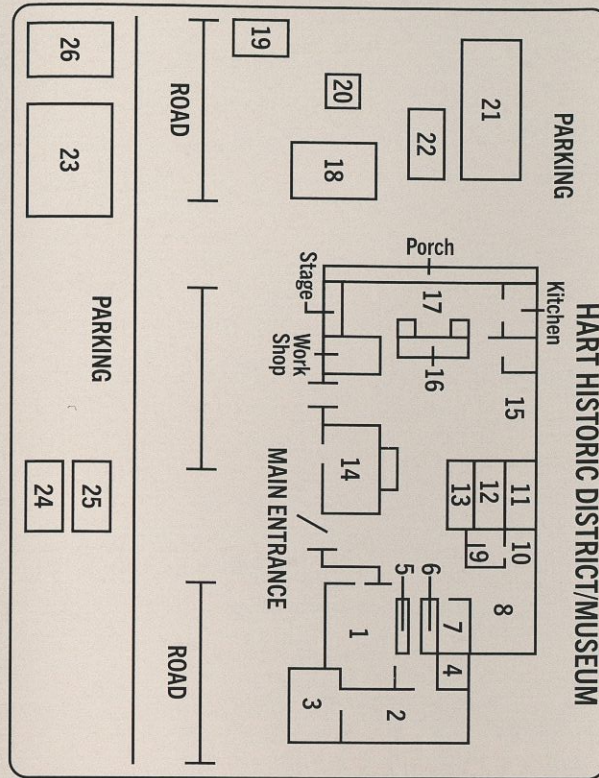 HART HISTORIC DISTRICT/MUSEUM
PARKING
Kitchen
Porch
Stage
Work
Shop
MAIN ENTRANCE
21
22
20
19
18
17
16
15
14
13
12
11
10
9
8
7
6
5
4
3
2
1
ROAD
ROAD
PARKING
26
23
25
24